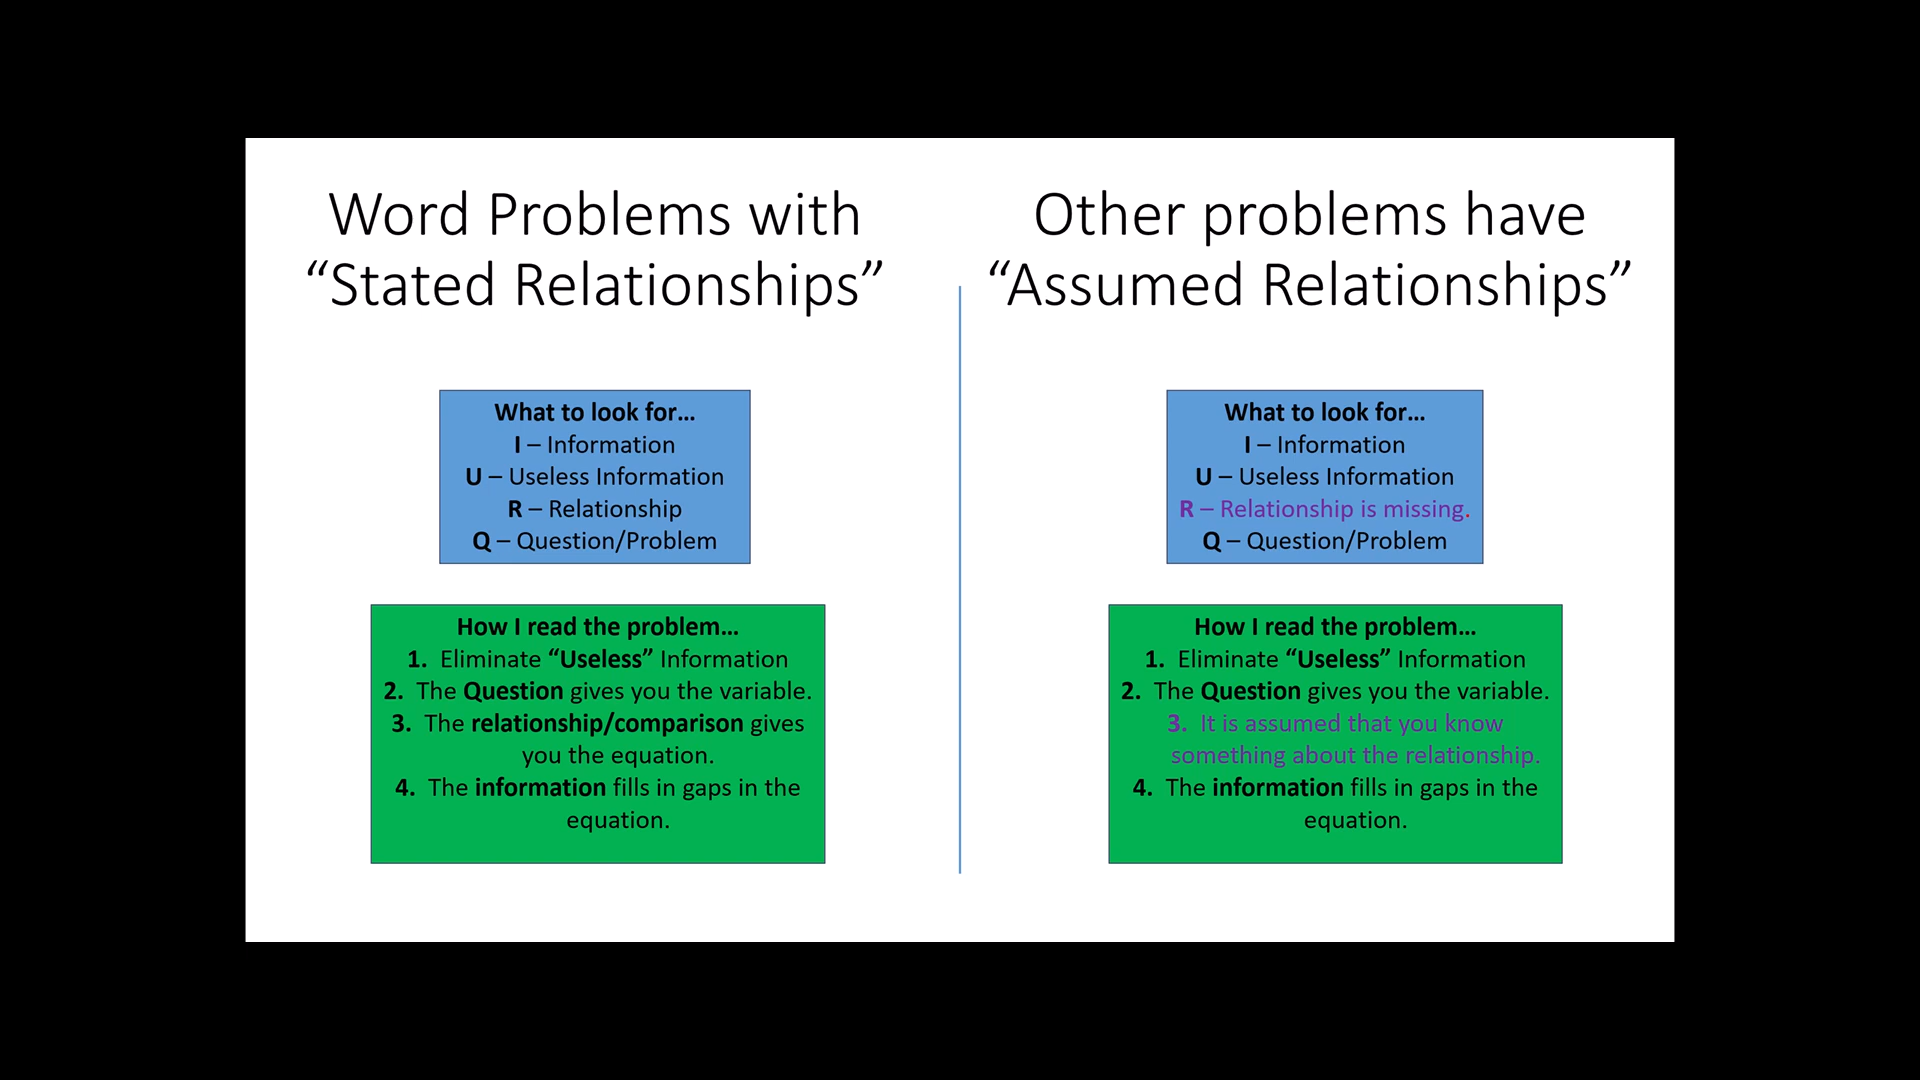 Word Problems with
“Stated Relationships”
What to look for...
I – Information
U – Useless Information
R – Relationship
Q – Question/Problem
How I read the problem...
1. Eliminate “Useless” Information
2. The Question gives you the variable.
3. The relationship/comparison gives
you the equation.
4. The information fills in gaps in the
equation.
Other problems have
“Assumed Relationships”
What to look for...
I – Information
U – Useless Information
R – Relationship is missing.
Q – Question/Problem
How I read the problem...
1. Eliminate “Useless” Information
2. The Question gives you the variable.
3. It is assumed that you know
something about the relationship.
4. The information fills in gaps in the
equation.